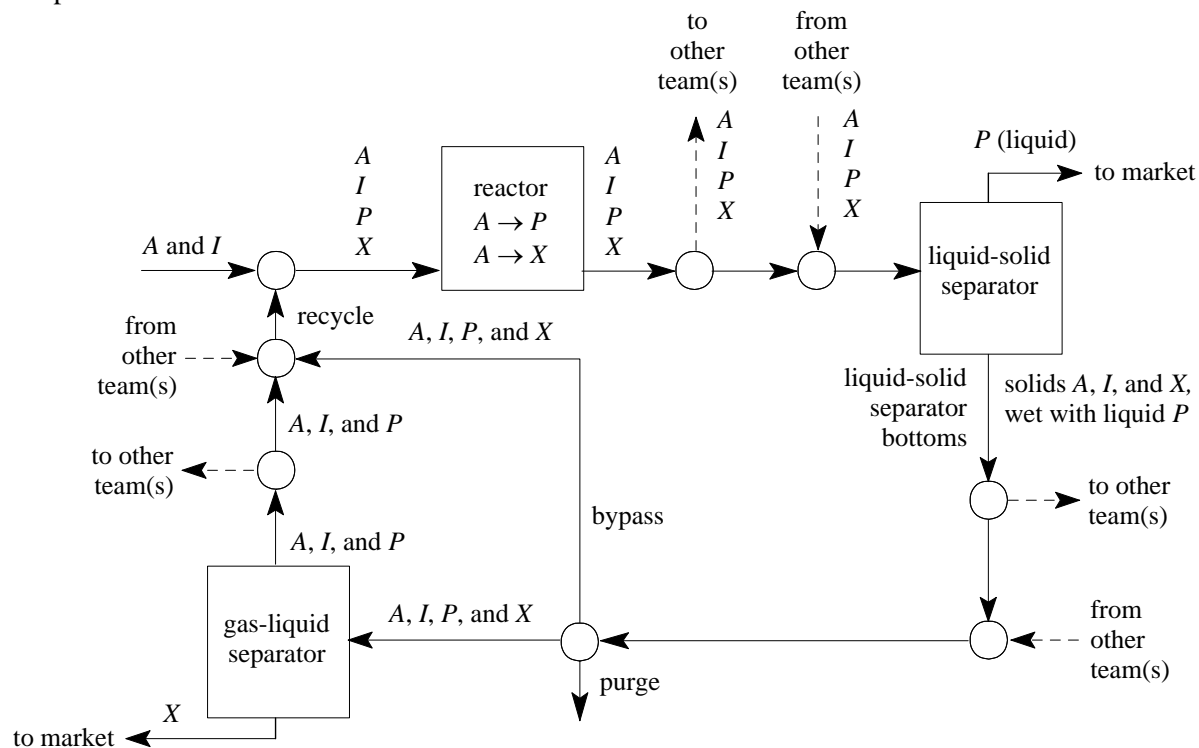 to
other
team(s)
from
other
team(s)
A
I
P
X
A
I
P
X
P (liquid)
to market
A
I
P
X
reactor
A → P
A → X
A
I
P
X
A and I
liquid-solid
separator
recycle
A, I, P, and X
from
other
team(s)
liquid-solid
separator
bottoms
solids A, I, and X,
wet with liquid P
A, I, and P
to other
team(s)
to other
team(s)
bypass
A, I, and P
gas-liquid
separator
A, I, P, and X
from
other
team(s)
purge
X
to market